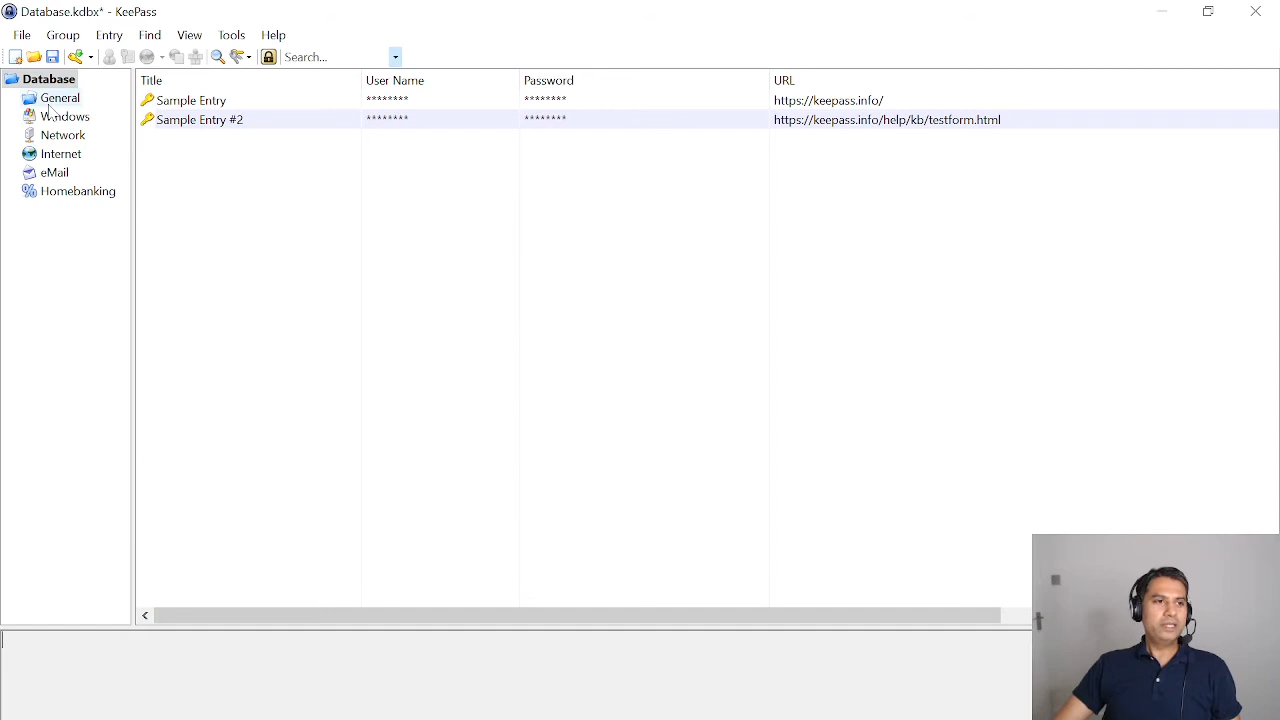 Database.kdbx* - KeePass
File Group Entry Find View Tools Help
Search...
Database
General
Windows
Network
Internet
eMail
Homebanking
Title User Name Password URL
Sample Entry ******** ******** https://keepass.info/
Sample Entry #2 ******** ******** https://keepass.info/help/kb/testform.html